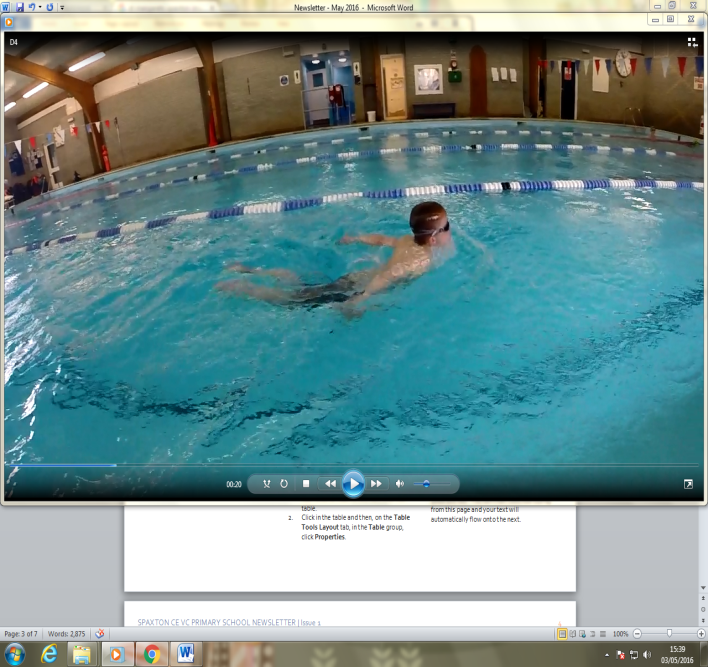 Newsletter - May 2016 - Microsoft Word
D4
00:20
table.
2. Click in the table and then, on the Table
Tools Layout tab, in the Table group,
click Properties.
from this page and your text will
automatically flow onto the next.
SPAXTON CE VC PRIMARY SCHOOL NEWSLETTER | Issue 1
Page: 3 of 7 Words: 2,875
100%
15:39
03/05/2016